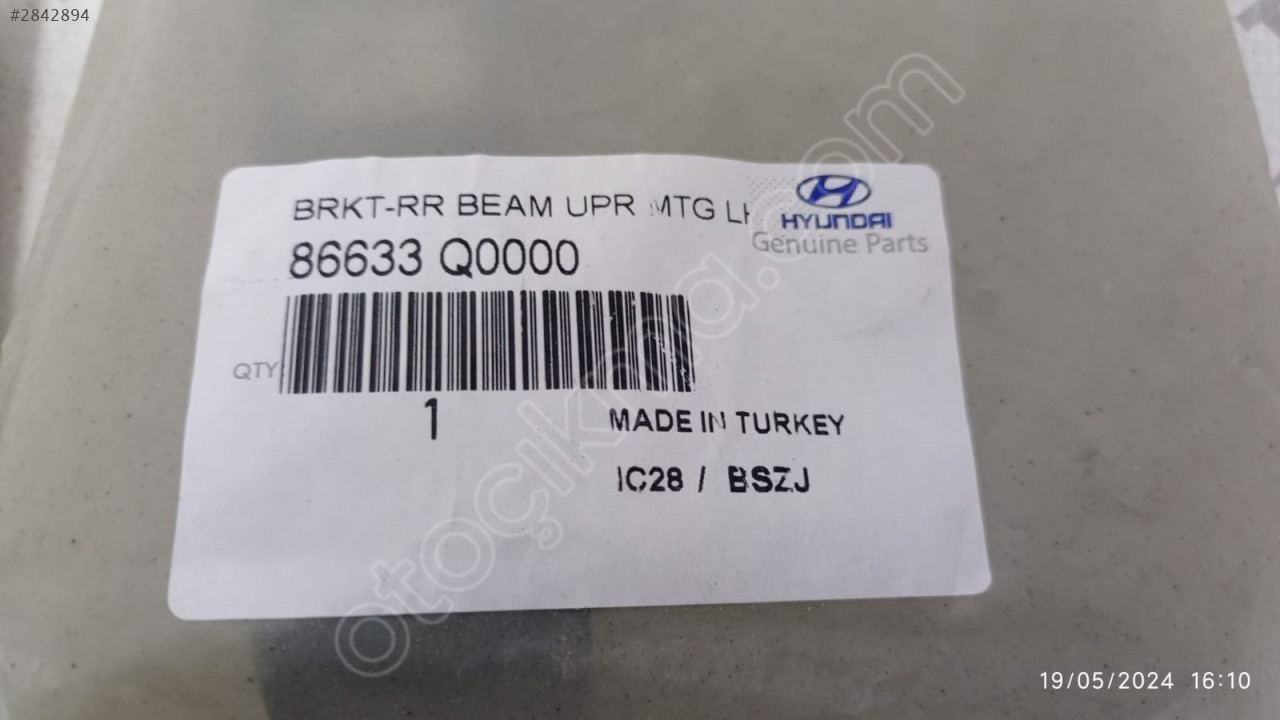 #2842894
BRKT-RR BEAM UPR MTG LH
HYUNDAI
Genuine Parts
86633 Q0000
QTY:
1
MADE IN TURKEY
IC28 / BSZJ
otoçıkma.com
19/05/2024 16:10